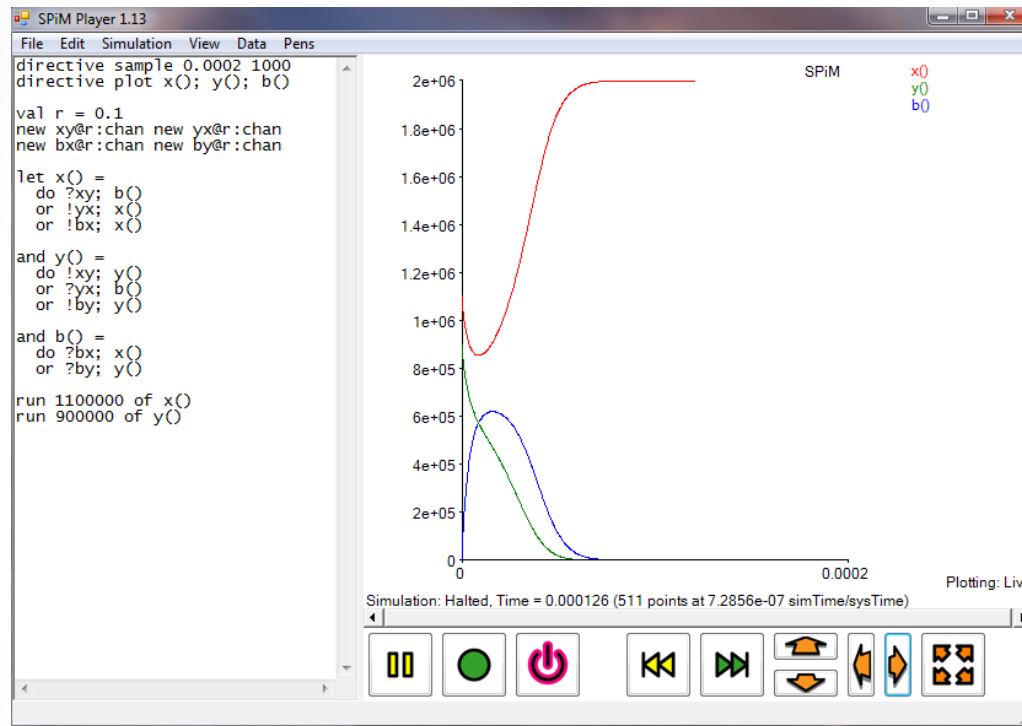 SPiM Player 1.13
File Edit Simulation View Data Pens
directive sample 0.0002 1000
directive plot x(); y(); b()
val r = 0.1
new xy@r:chan new yx@r:chan
new bx@r:chan new by@r:chan
let x() =
do ?xy; b()
or !yx; x()
or !bx; x()
and y() =
do !xy; y()
or ?yx; b()
or !by; y()
and b() =
do ?bx; x()
or ?by; y()
run 1100000 of x()
run 900000 of y()
SPiM
x()
y()
b()
2e+06
1.8e+06
1.6e+06
1.4e+06
1.2e+06
1e+06
8e+05
6e+05
4e+05
2e+05
0
0
0.0002
Plotting: Liv
Simulation: Halted, Time = 0.000126 (511 points at 7.2856e-07 simTime/sysTime)